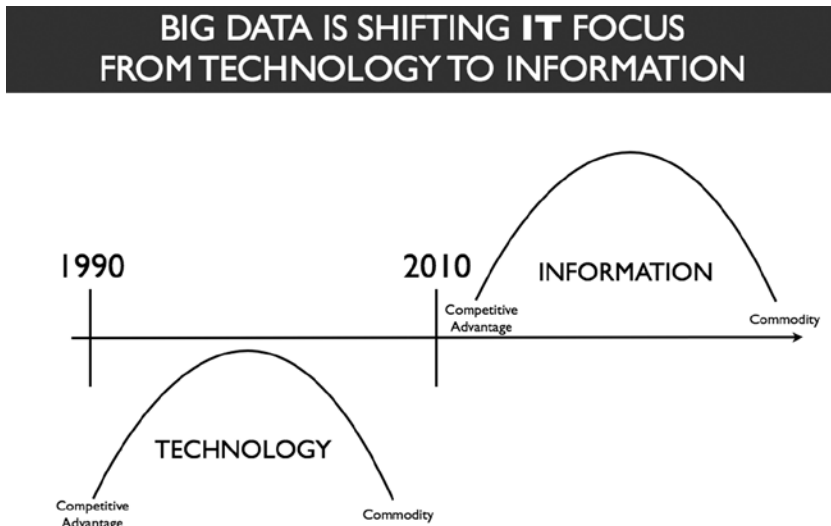 BIG DATA IS SHIFTING IT FOCUS
FROM TECHNOLOGY TO INFORMATION
1990
2010
INFORMATION
Competitive
Advantage
Commodity
TECHNOLOGY
Competitive
Advantage
Commodity